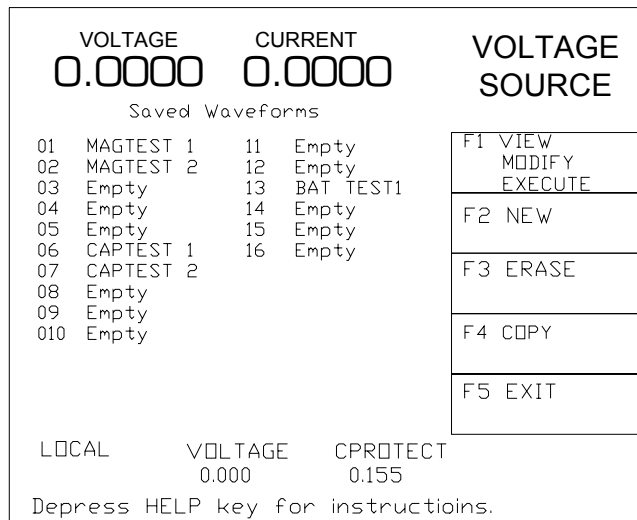 VOLTAGE CURRENT
0.0000 0.0000
VOLTAGE
SOURCE
Saved Waveforms
01 MAGTEST 1
02 MAGTEST 2
03 Empty
04 Empty
05 Empty
06 CAPTEST 1
07 CAPTEST 2
08 Empty
09 Empty
010 Empty
11 Empty
12 Empty
13 BAT TEST1
14 Empty
15 Empty
16 Empty
F1 VIEW
MODIFY
EXECUTE
F2 NEW
F3 ERASE
F4 COPY
F5 EXIT
LOCAL VOLTAGE CPROTECT
0.000 0.155
Depress HELP key for instructioins.